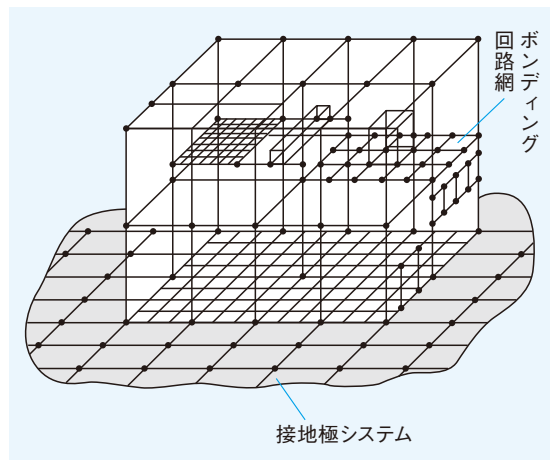 ボンディング
回路網
接地極システム